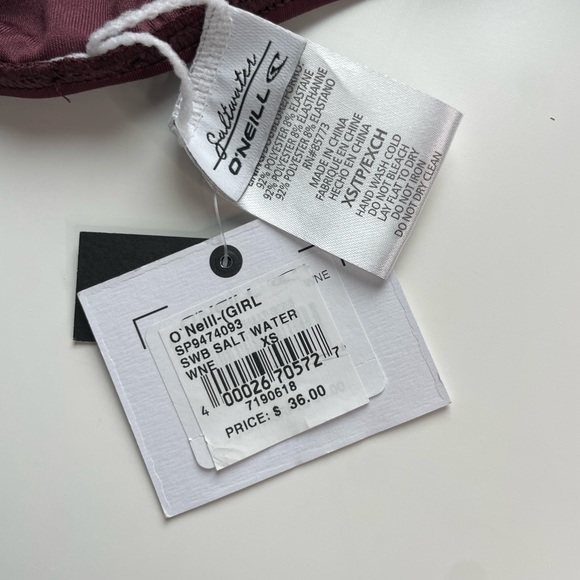 Saltwater
O'NEILL
92% POLYESTER 8% ELASTANE
92% POLYESTER 8% ELASTHANNE
92% POLYESTER 8% ELASTANO
RN#85773
MADE IN CHINA
FABRIQUE EN CHINE
HECHO EN CHINA
XS/TP/EXCH
HAND WASH COLD
DO NOT BLEACH
LAY FLAT TO DRY
DO NOT IRON
DO NOT DRY CLEAN
WNE
O`Neill-(GIRL
SP9474093
SWB SALT WATER
WNE XS
4 00026 70572 7
7190618
PRICE: $ 36.00